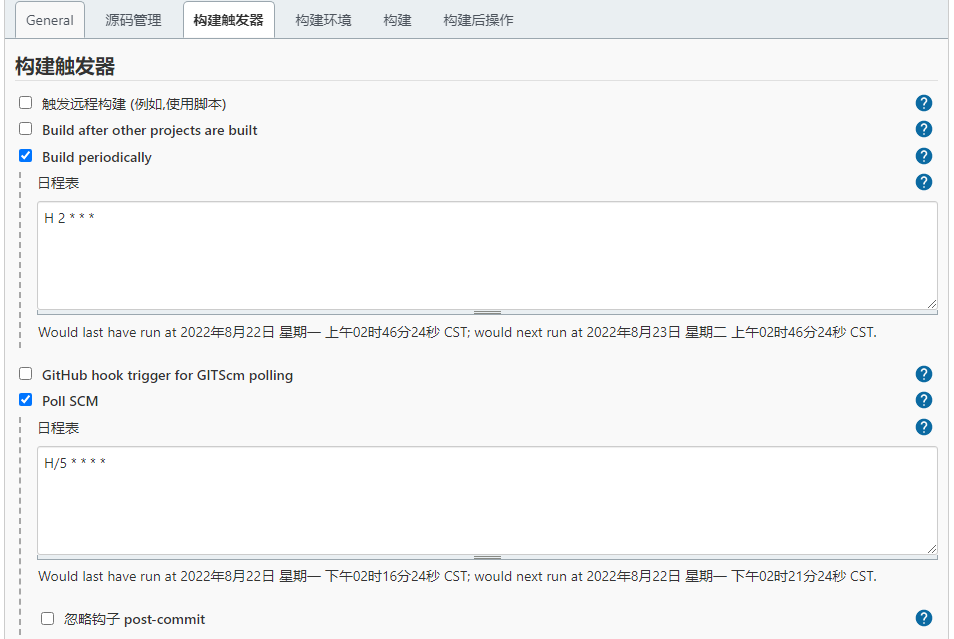 General 源码管理 构建触发器 构建环境 构建 构建后操作
构建触发器
触发远程构建 (例如,使用脚本)
Build after other projects are built
Build periodically
日程表
H 2 * * *
Would last have run at 2022年8月22日 星期一 上午02时46分24秒 CST; would next run at 2022年8月23日 星期二 上午02时46分24秒 CST.
GitHub hook trigger for GITScm polling
Poll SCM
日程表
H/5 * * * *
Would last have run at 2022年8月22日 星期一 下午02时16分24秒 CST; would next run at 2022年8月22日 星期一 下午02时21分24秒 CST.
忽略钩子 post-commit